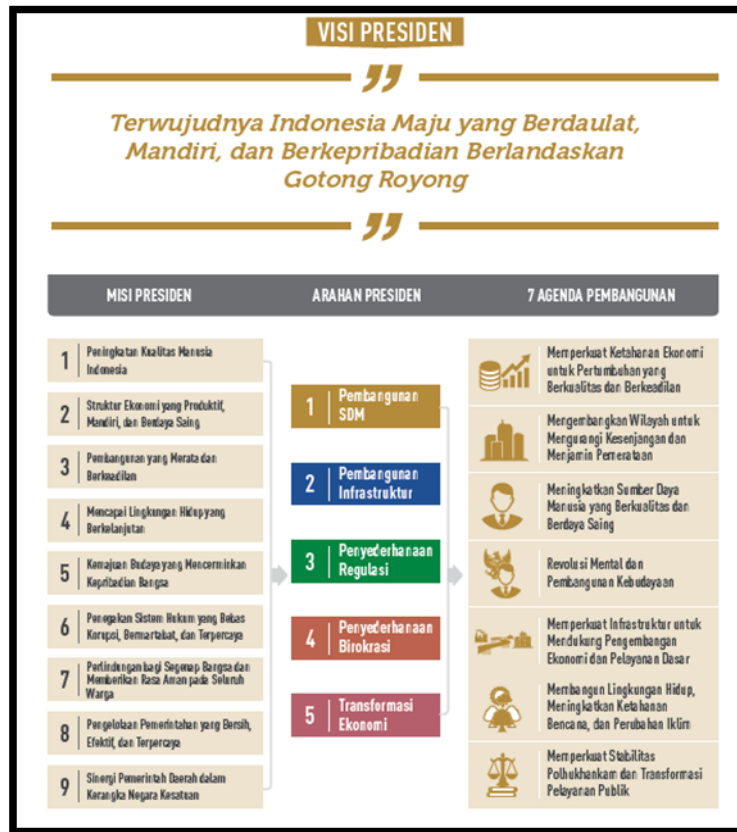 VISI PRESIDEN
Terwujudnya Indonesia Maju yang Berdaulat,
Mandiri, dan Berkepribadian Berlandaskan
Gotong Royong
MISI PRESIDEN
ARAHAN PRESIDEN
7 AGENDA PEMBANGUNAN
1
Peningkatan Kualitas Manusia
Indonesia
2
Struktur Ekonomi yang Produktif,
Mandiri, dan Berdaya Saing
3
Pembangunan yang Merata dan
Berkeadilan
4
Mencapai Lingkungan Hidup yang
Berkelanjutan
5
Kemajuan Budaya yang Mencerminkan
Kepribadian Bangsa
6
Penegakan Sistem Hukum yang Bebas
Korupsi, Bermartabat, dan Terpercaya
7
Perlindungan bagi Segenap Bangsa dan
Memberikan Rasa Aman pada Seluruh
Warga
8
Pengelolaan Pemerintahan yang Bersih,
Efektif, dan Terpercaya
9
Sinergi Pemerintah Daerah dalam
Kerangka Negara Kesatuan
1
Pembangunan
SDM
2
Pembangunan
Infrastruktur
3
Penyederhanaan
Regulasi
4
Penyederhanaan
Birokrasi
5
Transformasi
Ekonomi
Memperkuat Ketahanan Ekonomi
untuk Pertumbuhan yang
Berkualitas dan Berkeadilan
Mengembangkan Wilayah untuk
Mengurangi Kesenjangan dan
Menjamin Pemerataan
Meningkatkan Sumber Daya
Manusia yang Berkualitas dan
Berdaya Saing
Revolusi Mental dan
Pembangunan Kebudayaan
Memperkuat Infrastruktur untuk
Mendukung Pengembangan
Ekonomi dan Pelayanan Dasar
Membangun Lingkungan Hidup,
Meningkatkan Ketahanan
Bencana, dan Perubahan Iklim
Memperkuat Stabilitas
Polhukhankam dan Transformasi
Pelayanan Publik